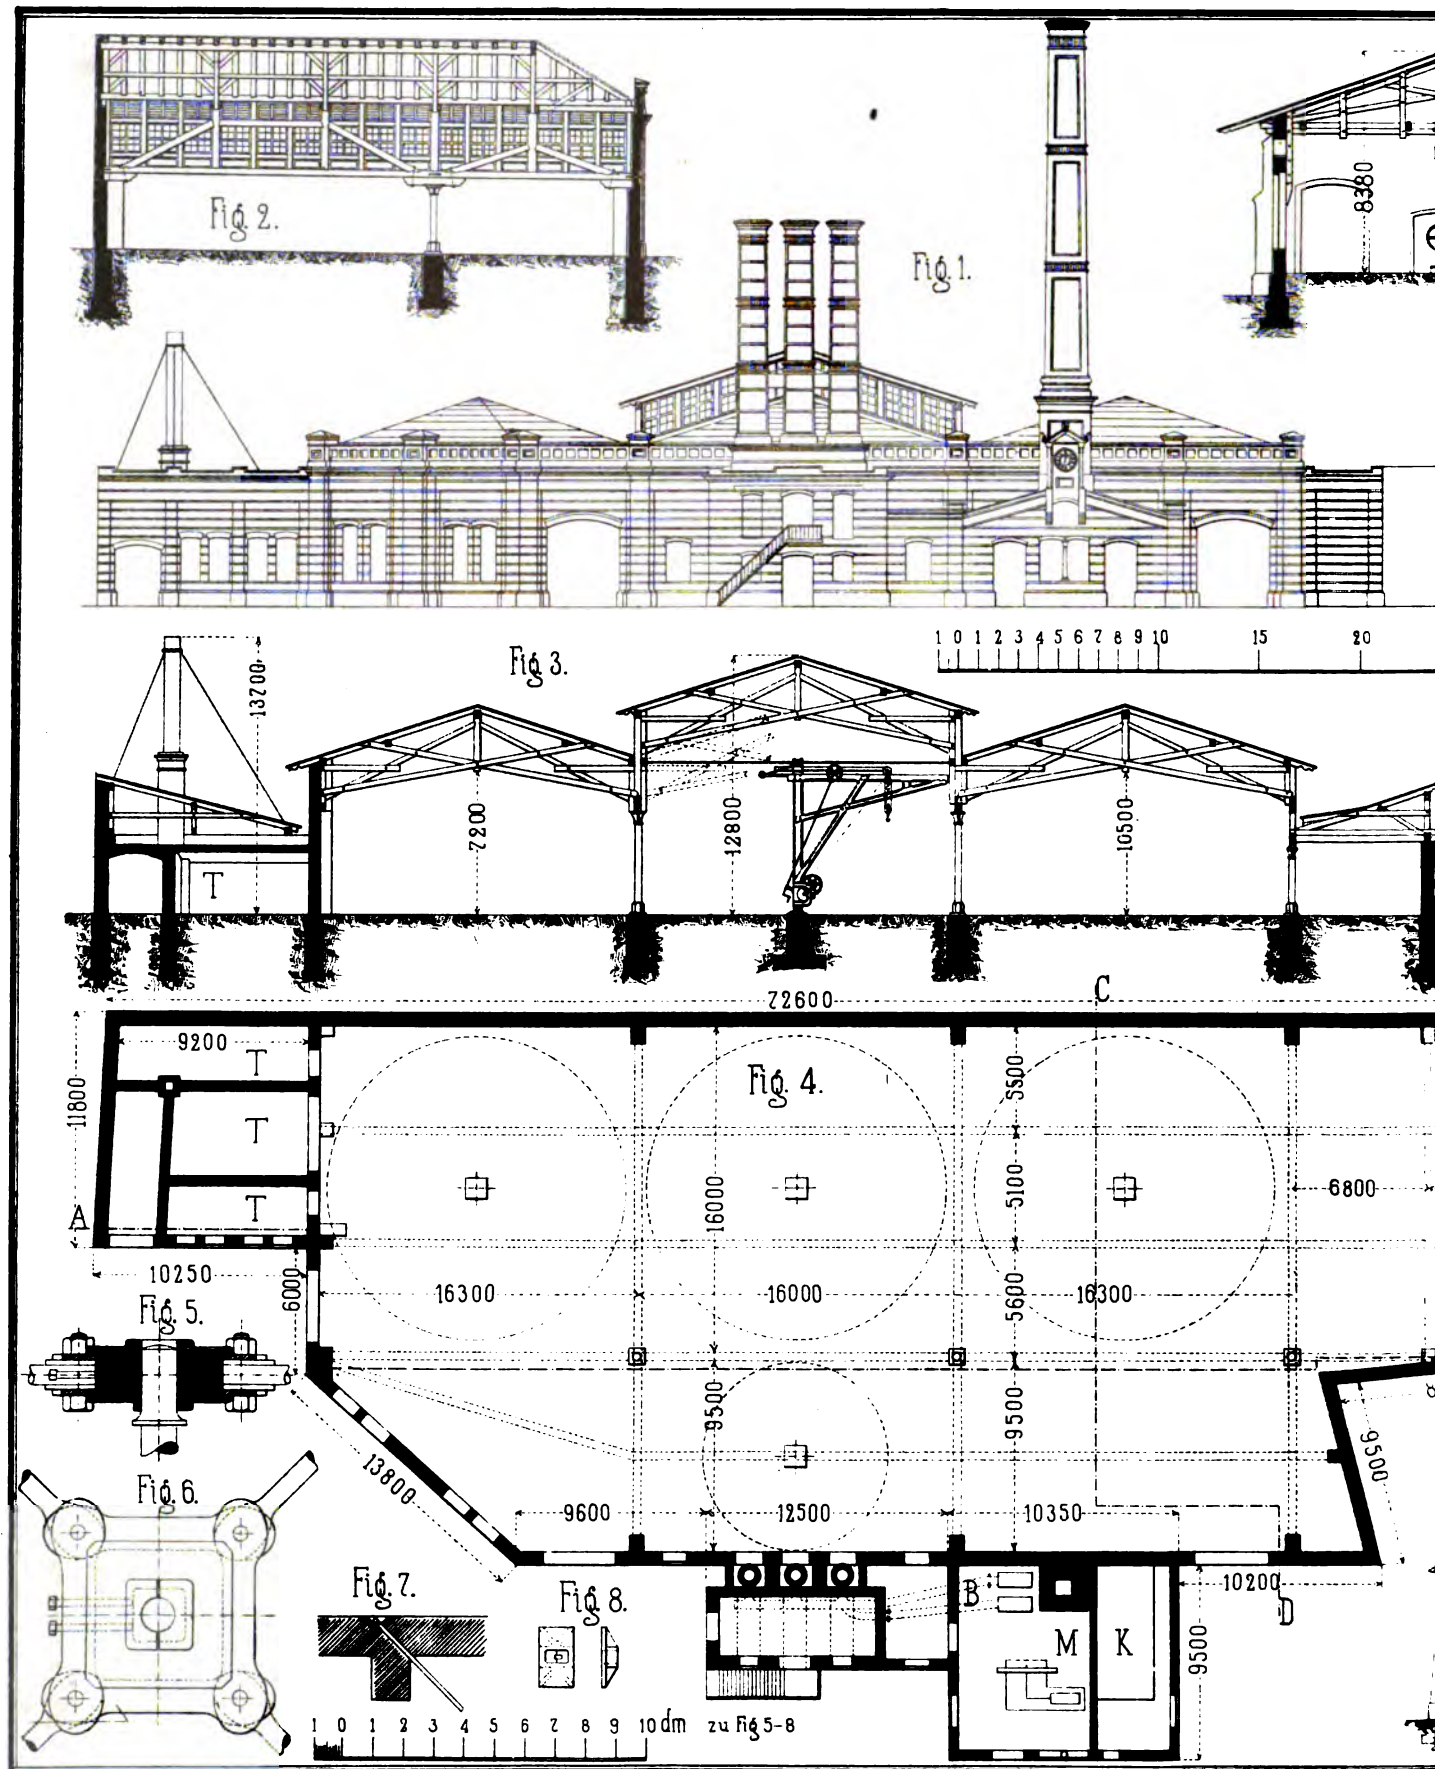 Fig. 2.
Fig. 1.
8380
1 0 1 2 3 4 5 6 7 8 9 10 15 20
Fig. 3.
13700
7200
12800
10500
T
72600
C
9200
T
11800
Fig. 4.
5500
T
16000
5100
6800
T
A
10250
6000
16300
16000
5600
16300
Fig. 5.
9500
9500
9500
13800
Fig. 6.
9600
12500
10350
Fig. 7.
Fig. 8.
B
10200
D
M
K
9500
1 0 1 2 3 4 5 6 7 8 9 10 dm zu Fig 5-8